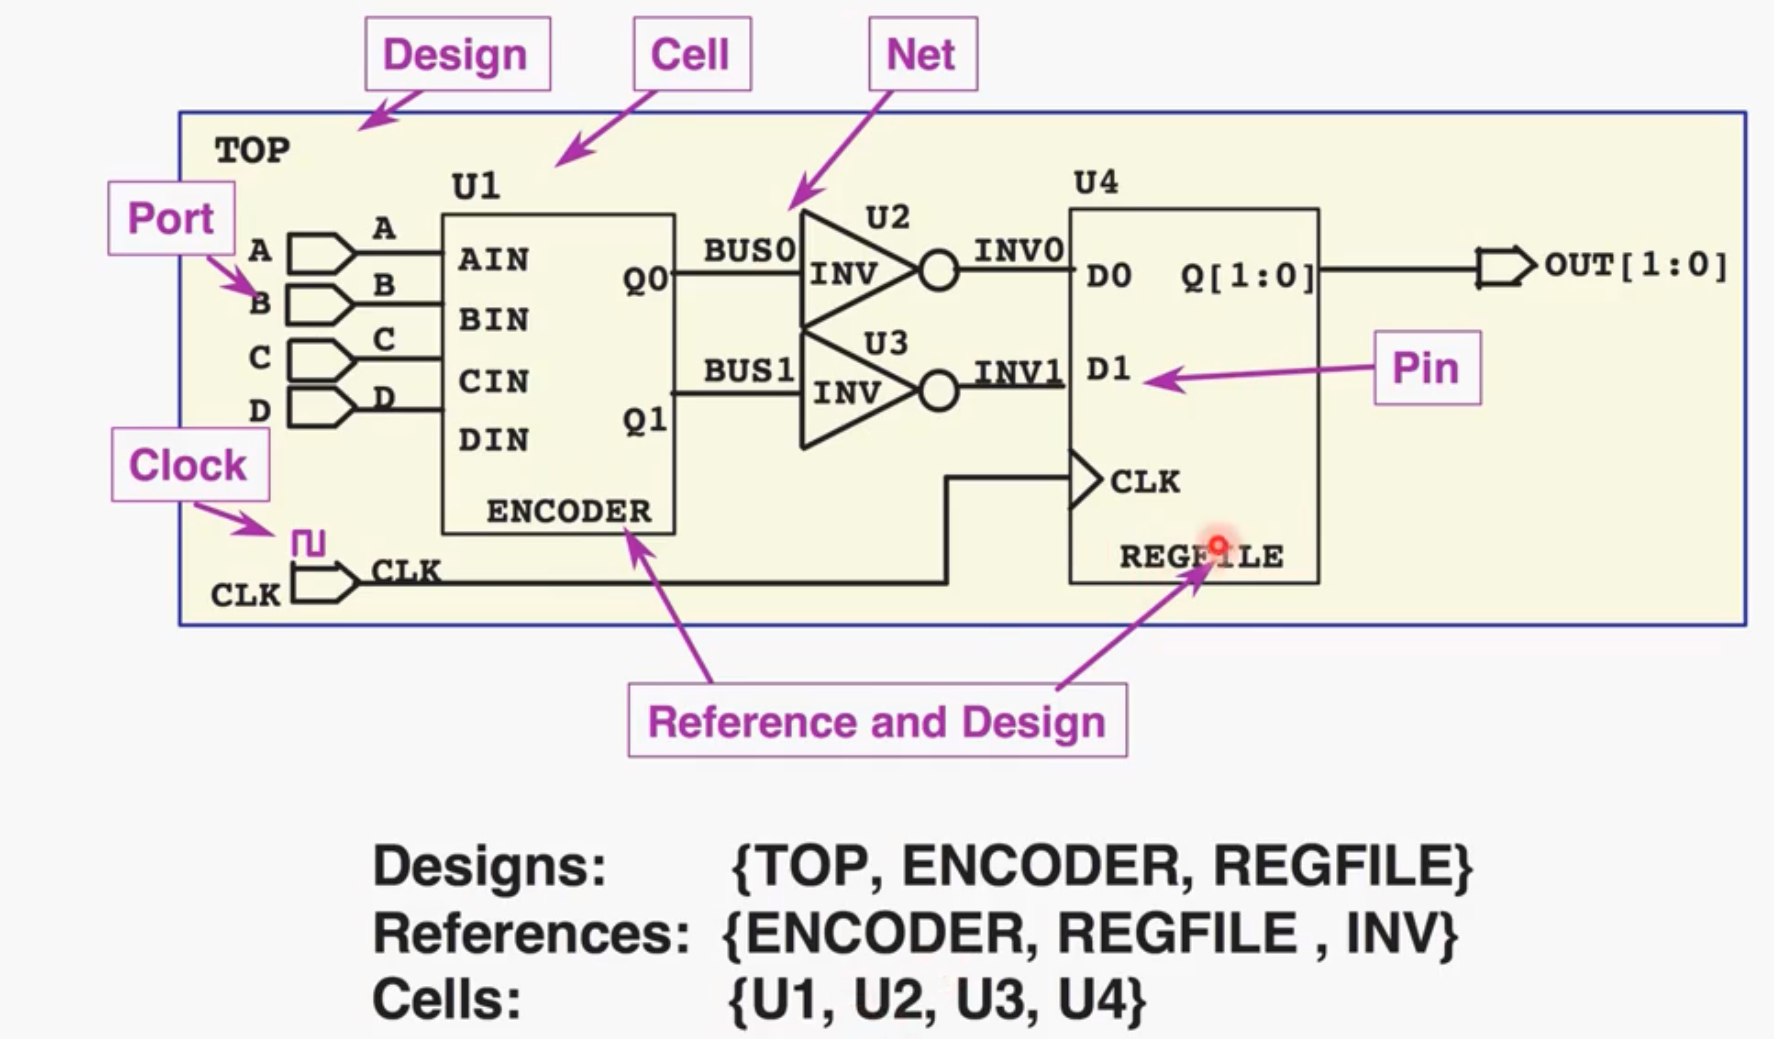 Design
Cell
Net
TOP
Port
U1
U2
U4
A
A
AIN
Q0
BUS0
INV
INV0
D0
Q[1:0]
OUT[1:0]
B
B
BIN
C
C
CIN
U3
BUS1
INV
INV1
D1
Pin
D
D
DIN
Q1
Clock
CLK
ENCODER
REGFILE
CLK
CLK
Reference and Design
Designs: {TOP, ENCODER, REGFILE}
References: {ENCODER, REGFILE , INV}
Cells: {U1, U2, U3, U4}